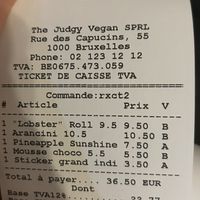 The Judgy Vegan SPRL
Rue des Capucins, 55
1000 Bruxelles
Phone: 02 123 12 12
TVA: BE0675.473.059
TICKET DE CAISSE TVA
Commande:rxct2
# Article Prix V
1 "Lobster" Roll 9.5 9.50 B
1 Arancini 10.5 10.50 B
1 Pineapple Sunshine 7.50 A
1 Mousse choco 5.5 5.50 B
1 Sticker grand indi 3.50 A
Total à payer.... 36.50 EUR
Dont
Base TVA12%